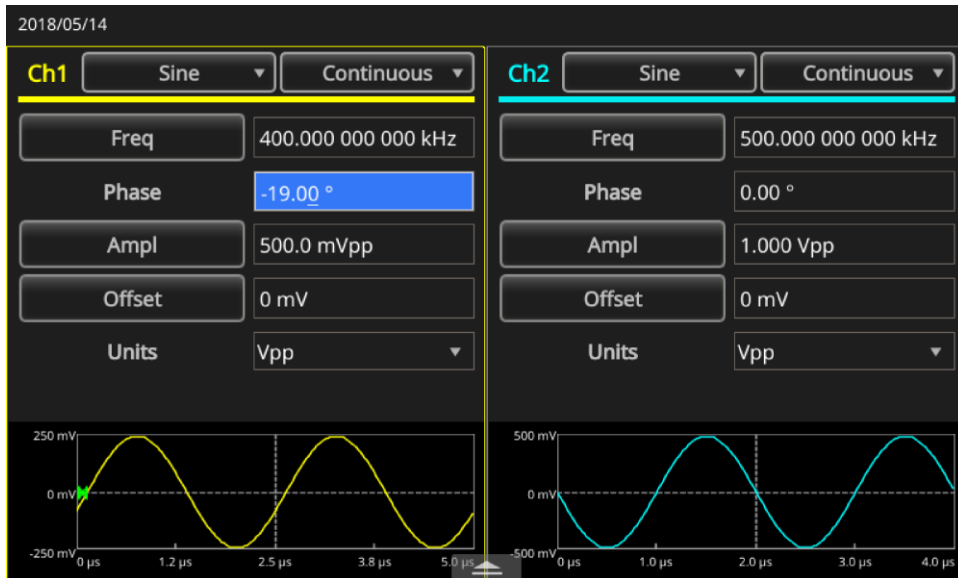 2018/05/14
Ch1 Sine Continuous
Freq 400.000 000 000 kHz
Phase -19.00 °
Ampl 500.0 mVpp
Offset 0 mV
Units Vpp
250 mV
0 mV
-250 mV
0 µs 1.2 µs 2.5 µs 3.8 µs 5.0 µs
Ch2 Sine Continuous
Freq 500.000 000 000 kHz
Phase 0.00 °
Ampl 1.000 Vpp
Offset 0 mV
Units Vpp
500 mV
0 mV
-500 mV
0 µs 1.0 µs 2.0 µs 3.0 µs 4.0 µs